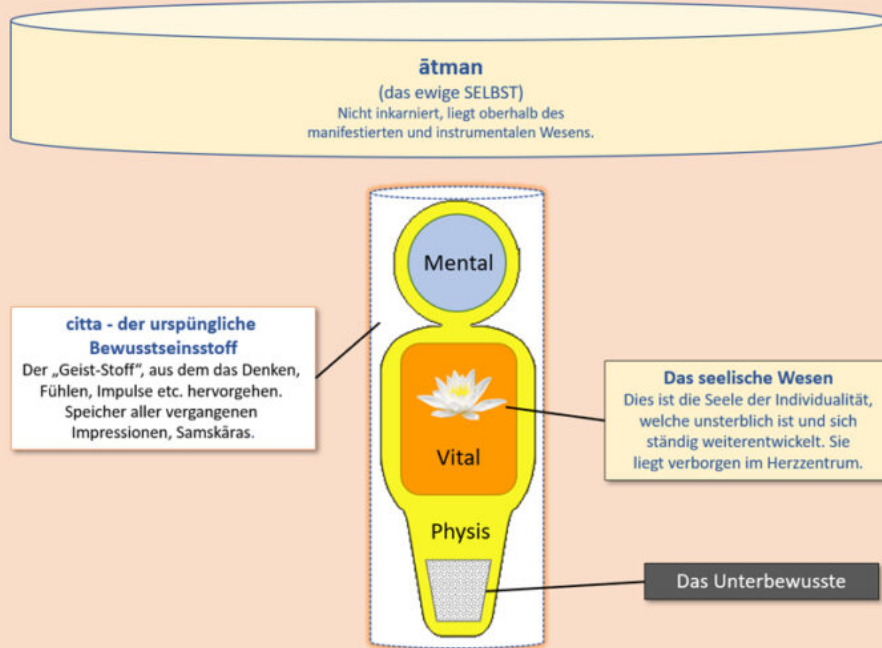 ātman
(das ewige SELBST)
Nicht inkarniert, liegt oberhalb des
manifestierten und instrumentalen Wesens.
Mental
citta - der urspüngliche
Bewusstseinsstoff
Der „Geist-Stoff“, aus dem das Denken,
Fühlen, Impulse etc. hervorgehen.
Speicher aller vergangenen
Impressionen, Samskāras.
Vital
Das seelische Wesen
Dies ist die Seele der Individualität,
welche unsterblich ist und sich
ständig weiterentwickelt. Sie
liegt verborgen im Herzzentrum.
Physis
Das Unterbewusste